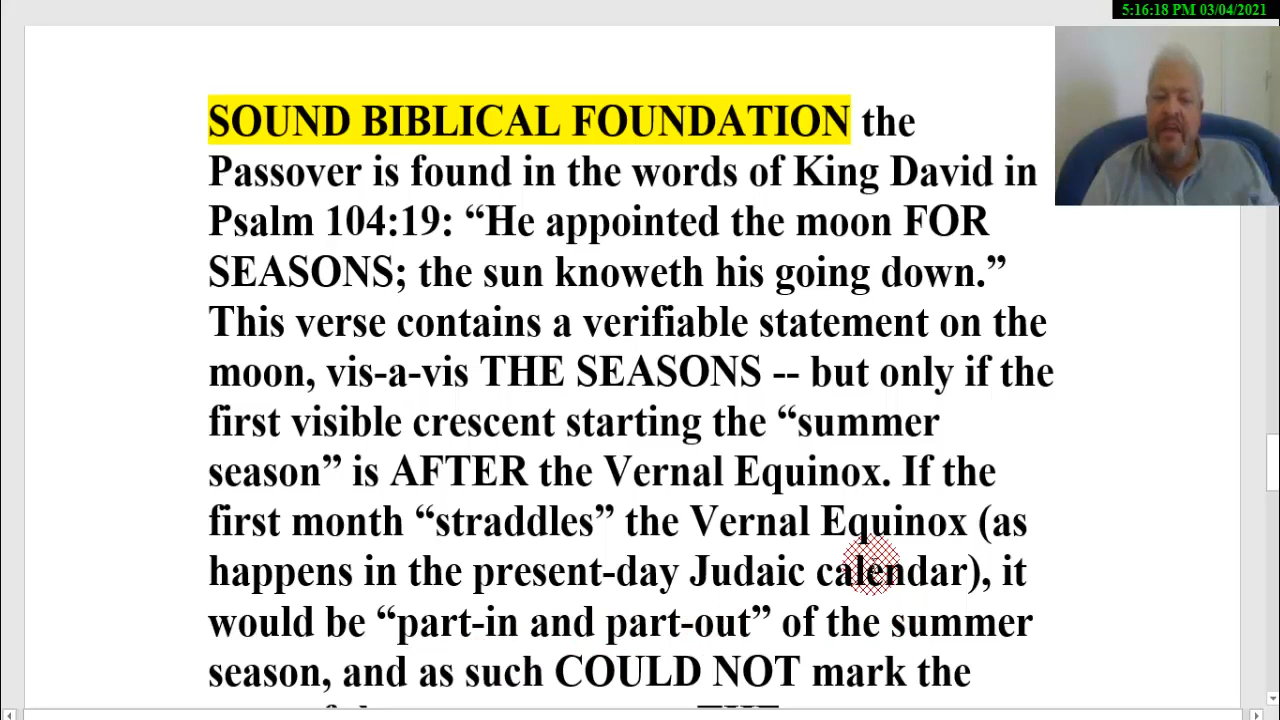 5:16:18 PM 03/04/2021
SOUND BIBLICAL FOUNDATION the
Passover is found in the words of King David in
Psalm 104:19: “He appointed the moon FOR
SEASONS; the sun knoweth his going down.”
This verse contains a verifiable statement on the
moon, vis-a-vis THE SEASONS -- but only if the
first visible crescent starting the “summer
season” is AFTER the Vernal Equinox. If the
first month “straddles” the Vernal Equinox (as
happens in the present-day Judaic calendar), it
would be “part-in and part-out” of the summer
season, and as such COULD NOT mark the